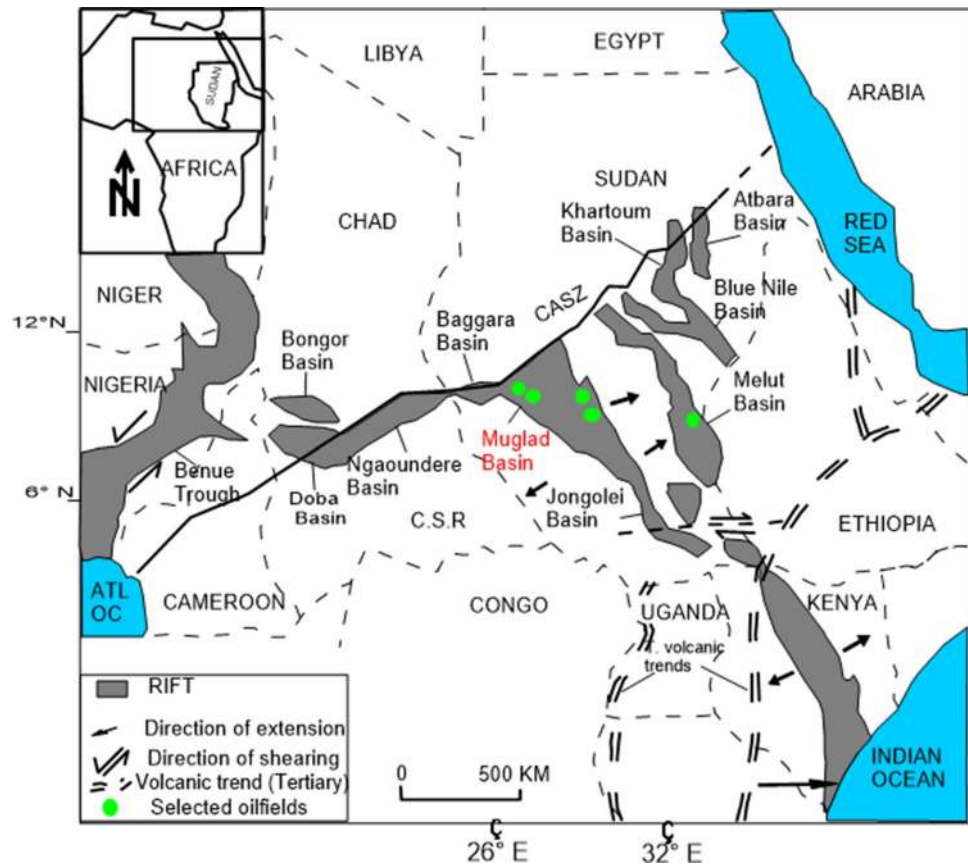 LIBYA
EGYPT
ARABIA
SUDAN
AFRICA
N
SUDAN
CHAD
Khartoum
Basin
Atbara
Basin
RED
SEA
NIGER
12°N
CASZ
Blue Nile
Basin
Bongor
Basin
Baggara
Basin
NIGERIA
Melut
Basin
Muglad
Basin
Benue
Trough
Ngaoundere
Basin
Doba
Basin
6° N
C.S.R
Jongolei
Basin
ETHIOPIA
ATL
OC
CAMEROON
CONGO
UGANDA
KENYA
T. volcanic
trends
RIFT
Direction of extension
Direction of shearing
Volcanic trend (Tertiary)
Selected oilfields
0 500 KM
INDIAN
OCEAN
26° E
32° E